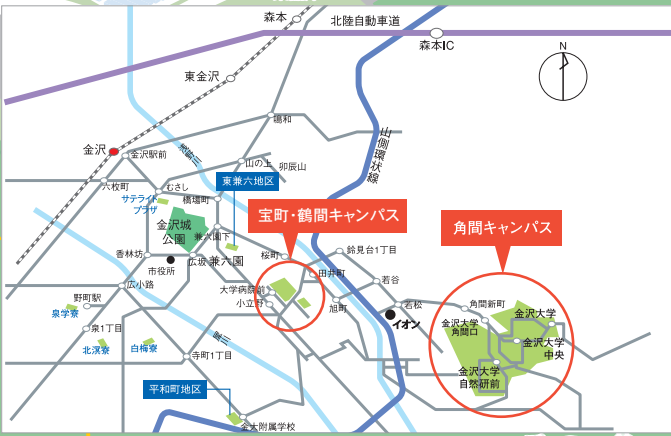 森本
北陸自動車道
森本IC
N
東金沢
鳴和
山側環状線
金沢
金沢駅前
浅野川
山の上
卯辰山
東兼六地区
六枚町
むさし
サテライト
プラザ
橋場町
宝町・鶴間キャンパス
角間キャンパス
金沢城
公園
兼六園下
香林坊
市役所
広坂
兼六園
桜町
鈴見台1丁目
田井町
若谷
広小路
大学病院前
小立野
旭町
若松
角間新町
野町駅
泉学寮
イオン
金沢大学
角間口
金沢大学
泉1丁目
金沢大学
中央
北溟寮
白梅寮
犀川
寺町1丁目
金沢大学
自然研前
平和町地区
金大附属学校